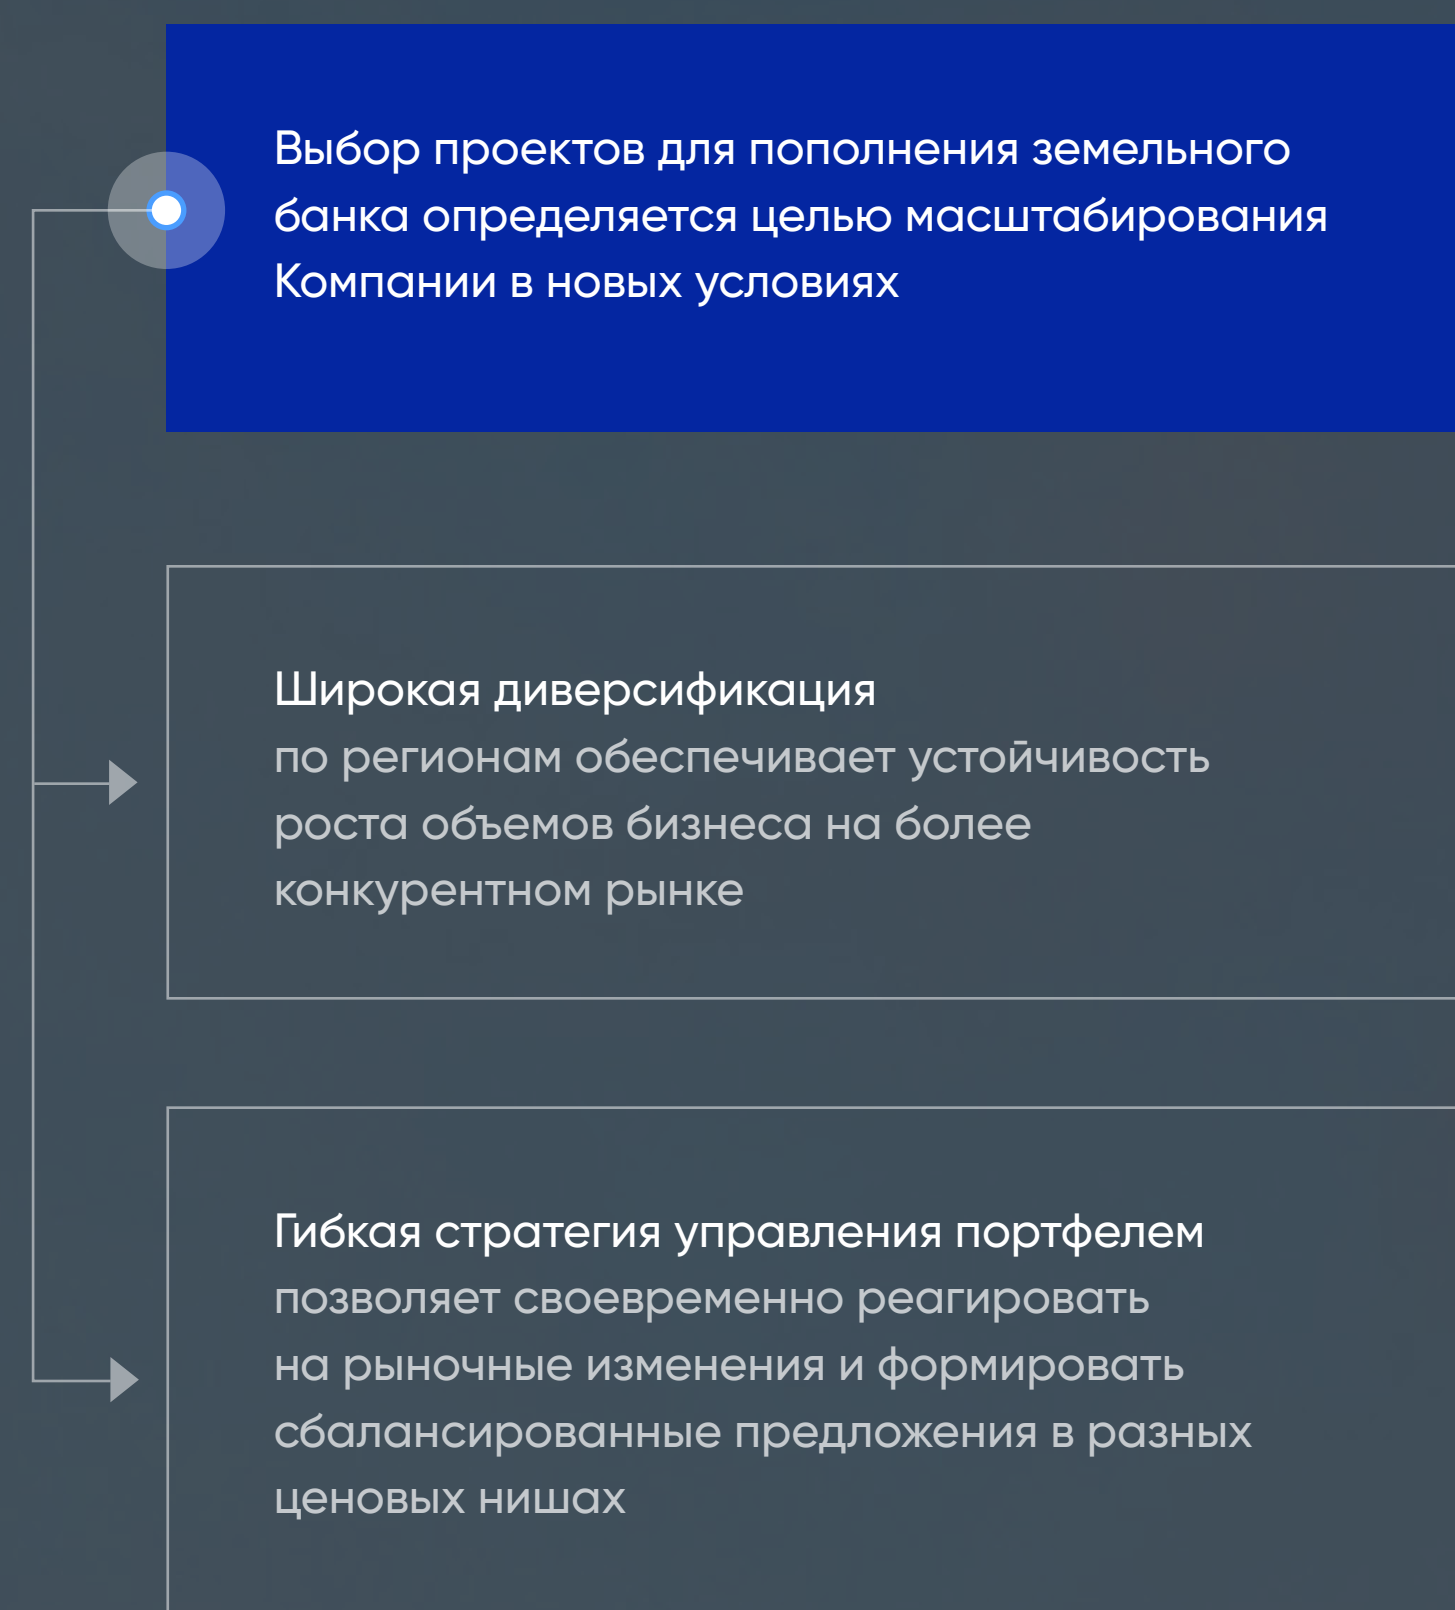 Выбор проектов для пополнения земельного
банка определяется целью масштабирования
Компании в новых условиях
Широкая диверсификация
по регионам обеспечивает устойчивость
роста объемов бизнеса на более
конкурентном рынке
Гибкая стратегия управления портфелем
позволяет своевременно реагировать
на рыночные изменения и формировать
сбалансированные предложения в разных
ценовых нишах